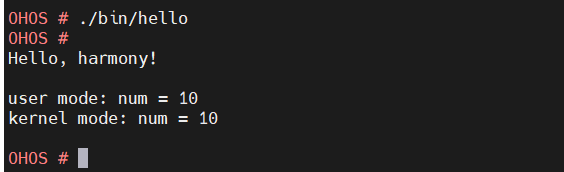 OHOS # ./bin/hello
OHOS #
Hello, harmony!
user mode: num = 10
kernel mode: num = 10
OHOS #